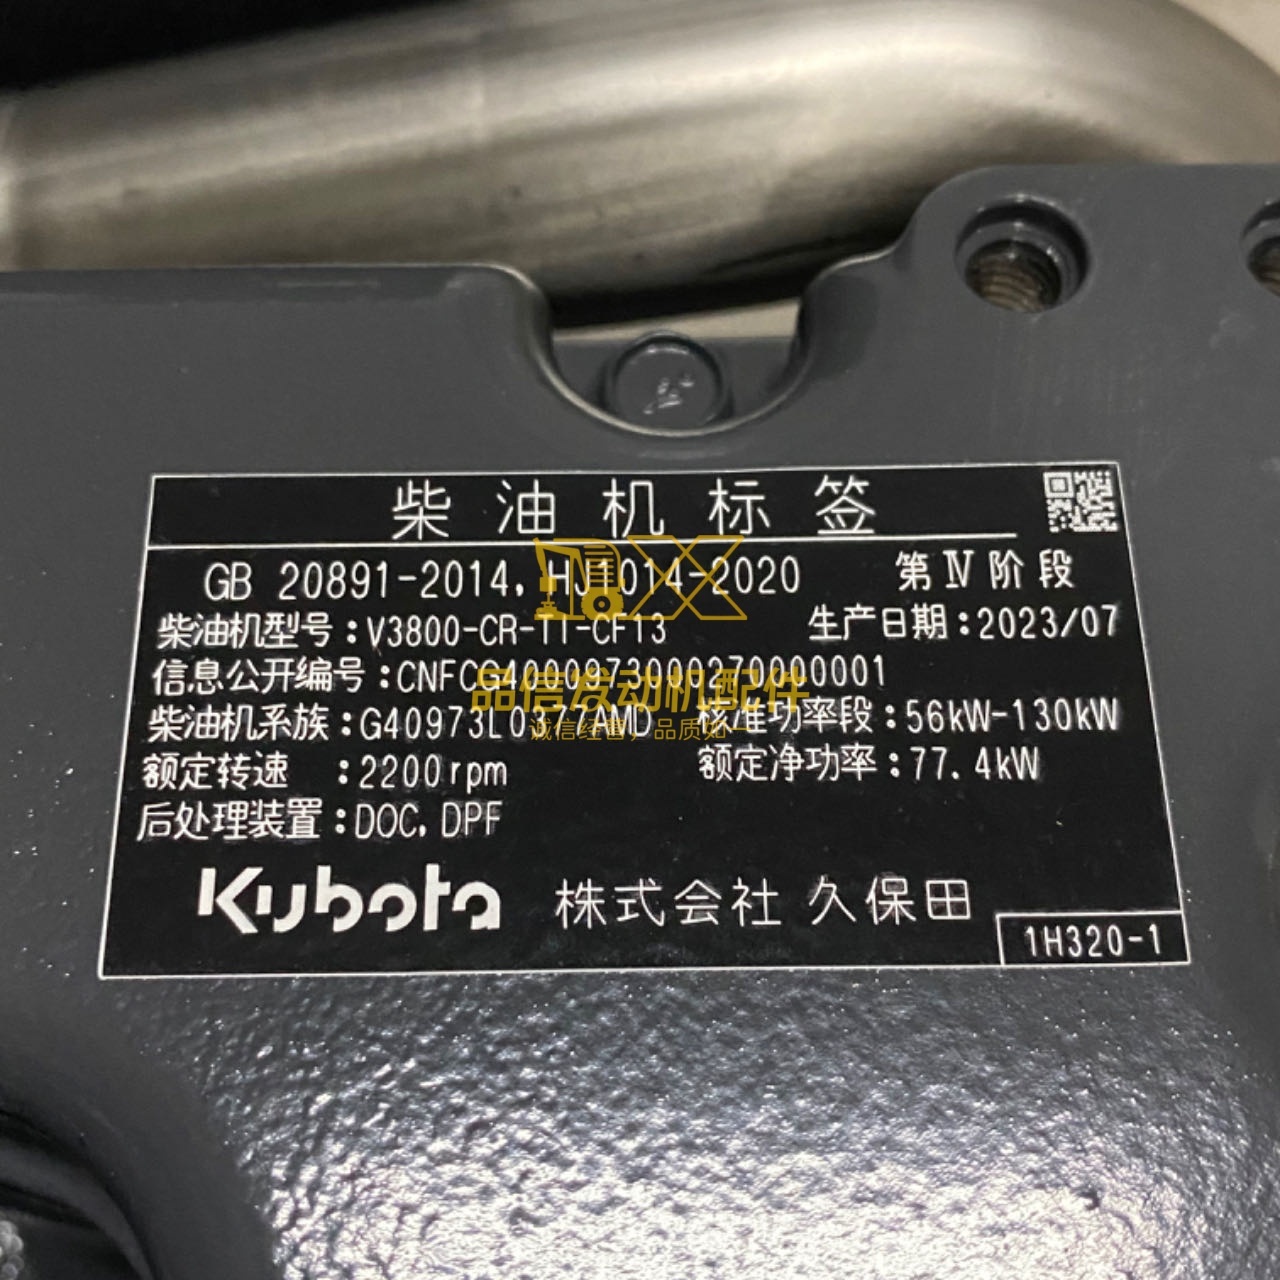 柴油机标签
GB 20891-2014, HJ1014-2020 第Ⅳ阶段
柴油机型号:V3800-CR-TI-CF13 生产日期:2023/07
信息公开编号:CNFCG4000973000270000001
柴油机系族:G40973L0377AMD 核准功率段:56kW-130kW
额定转速 :2200rpm 额定净功率:77.4kW
后处理装置:DOC, DPF
Kubota 株式会社 久保田
1H320-1
品信发动机配件
诚信经营,品质如一